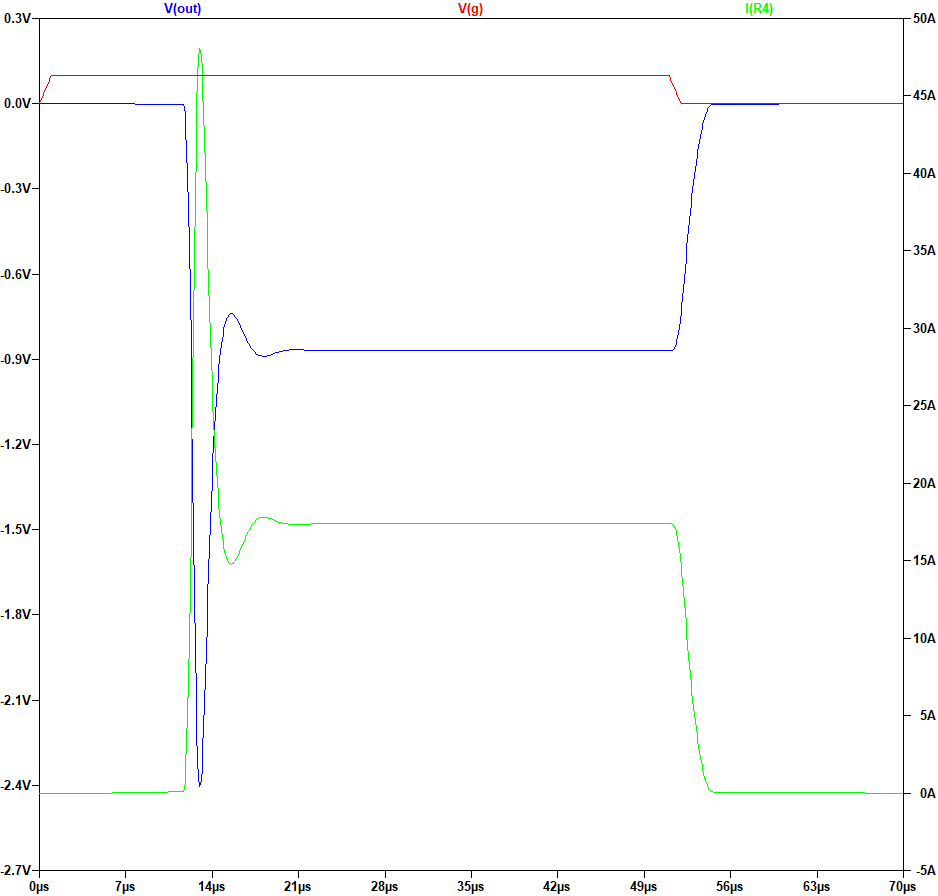 V(out) V(g) I(R4)
0.3V 50A
0.0V 45A
-0.3V 40A
-0.6V 35A
-0.9V 30A
-1.2V 25A
-1.5V 20A
-1.8V 15A
-2.1V 10A
-2.4V 5A
-2.7V 0A
-5A
0µs 7µs 14µs 21µs 28µs 35µs 42µs 49µs 56µs 63µs 70µs